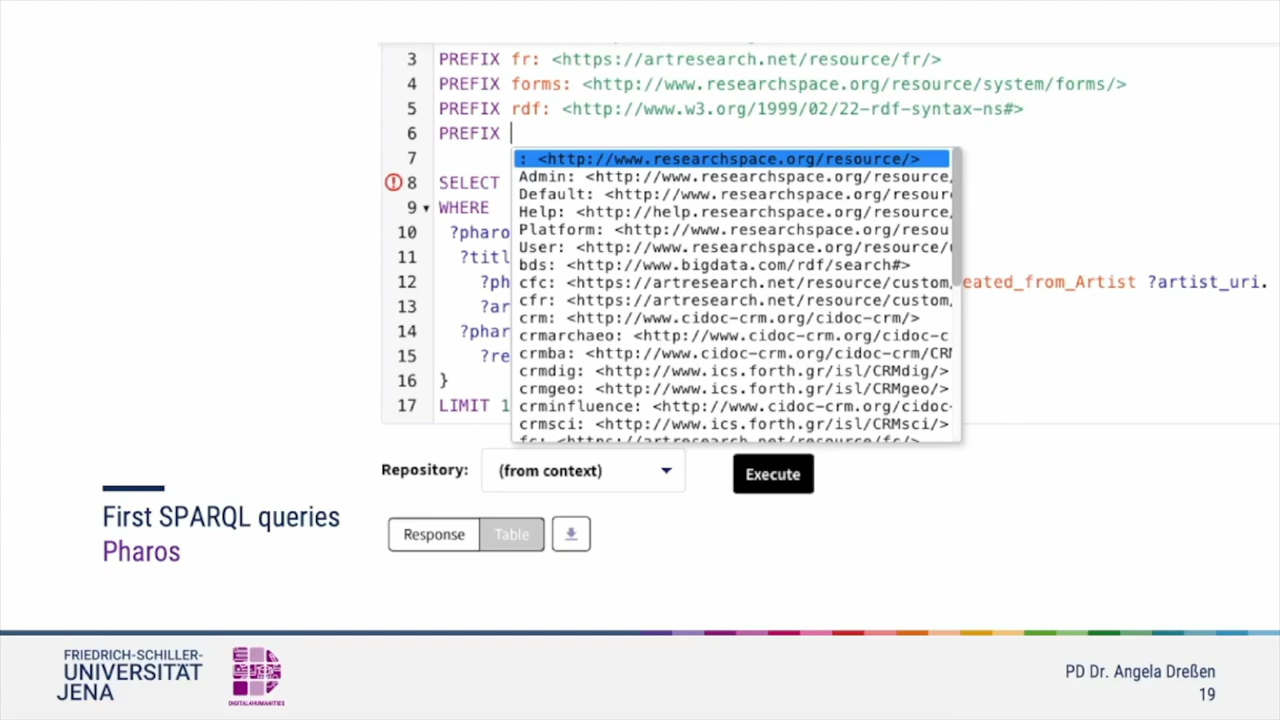 3 PREFIX fr: <https://artresearch.net/resource/fr/>
4 PREFIX forms: <http://www.researchspace.org/resource/system/forms/>
5 PREFIX rdf: <http://www.w3.org/1999/02/22-rdf-syntax-ns#>
6 PREFIX
: <http://www.researchspace.org/resource/>
7
Admin: <http://www.researchspace.org/resource/
8 SELECT
Default: <http://www.researchspace.org/resour
9 WHERE
Help: <http://help.researchspace.org/resource/
10 ?pharo
Platform: <http://www.researchspace.org/resou
User: <http://www.researchspace.org/resource/u
11 ?titl
bds: <http://www.bigdata.com/rdf/search#>
12 ?ph
cfc: <https://artresearch.net/resource/custom/
eated_from_Artist ?artist_uri.
cfr: <https://artresearch.net/resource/custom/
13 ?ar
crm: <http://www.cidoc-crm.org/cidoc-crm/>
14 ?phar
crmarchaeo: <http://www.cidoc-crm.org/cidoc-c
15 ?re
crmba: <http://www.cidoc-crm.org/cidoc-crm/CRM
crmdig: <http://www.ics.forth.gr/isl/CRMdig/>
16 }
crmgeo: <http://www.ics.forth.gr/isl/CRMgeo/>
17 LIMIT 1
crminfluence: <http://www.cidoc-crm.org/cidoc-
crmsci: <http://www.ics.forth.gr/isl/CRMsci/>
fc: <https://artresearch.net/resource/fc/>
Repository: (from context) Execute
Response Table
First SPARQL queries
Pharos
FRIEDRICH-SCHILLER-
UNIVERSITÄT
JENA
DIGITAL4HUMANITIES
PD Dr. Angela Dreßen
19